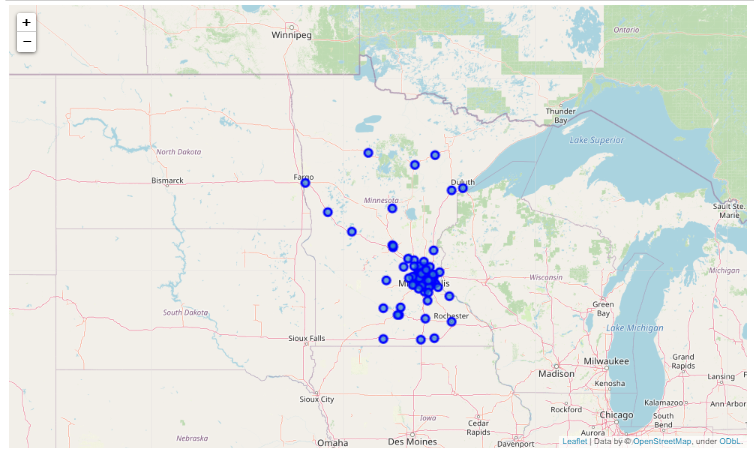 +
−
Winnipeg
Ontario
Thunder
Bay
Lake Superior
North Dakota
Bismarck
Fargo
Duluth
Minnesota
Sault Ste.
Marie
Michigan
Wisconsin
Green
Bay
South Dakota
Rochester
Lake Michigan
Sioux Falls
Milwaukee
Grand
Rapids
Madison
Kenosha
Lansing
Sioux City
Kalamazoo
Ann Arbor
Rockford
Chicago
South
Bend
Iowa
Cedar
Rapids
Aurora
Nebraska
Omaha
Des Moines
Davenport
Leaflet | Data by © OpenStreetMap, under ODbL.